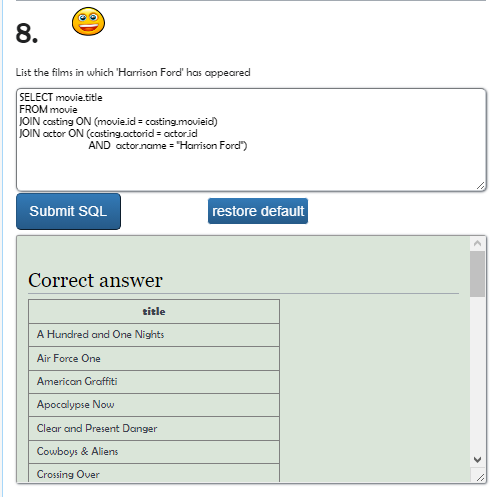 8.
List the films in which 'Harrison Ford' has appeared
SELECT movie.title
FROM movie
JOIN casting ON (movie.id = casting.movieid)
JOIN actor ON (casting.actorid = actor.id
AND actor.name = "Harrison Ford")
Submit SQL
restore default
Correct answer
title
A Hundred and One Nights
Air Force One
American Graffiti
Apocalypse Now
Clear and Present Danger
Cowboys & Aliens
Crossing Over